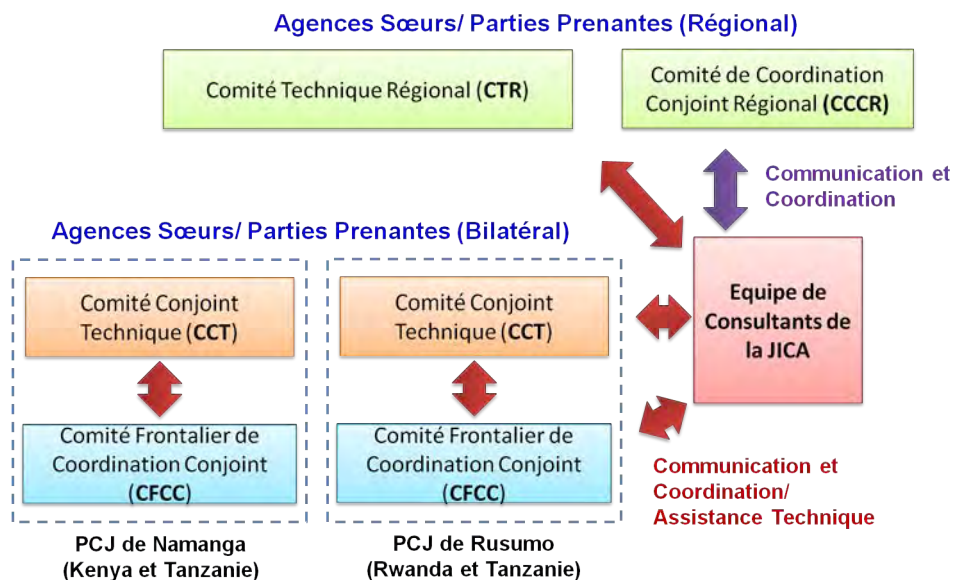 Agences Sœurs/ Parties Prenantes (Régional)
Comité Technique Régional (CTR)
Comité de Coordination
Conjoint Régional (CCCR)
Communication et
Coordination
Agences Sœurs/ Parties Prenantes (Bilatéral)
Comité Conjoint
Technique (CCT)
Comité Conjoint
Technique (CCT)
Equipe de
Consultants de
la JICA
Comité Frontalier de
Coordination Conjoint
(CFCC)
Comité Frontalier de
Coordination Conjoint
(CFCC)
Communication et
Coordination/
Assistance Technique
PCJ de Namanga
(Kenya et Tanzanie)
PCJ de Rusumo
(Rwanda et Tanzanie)